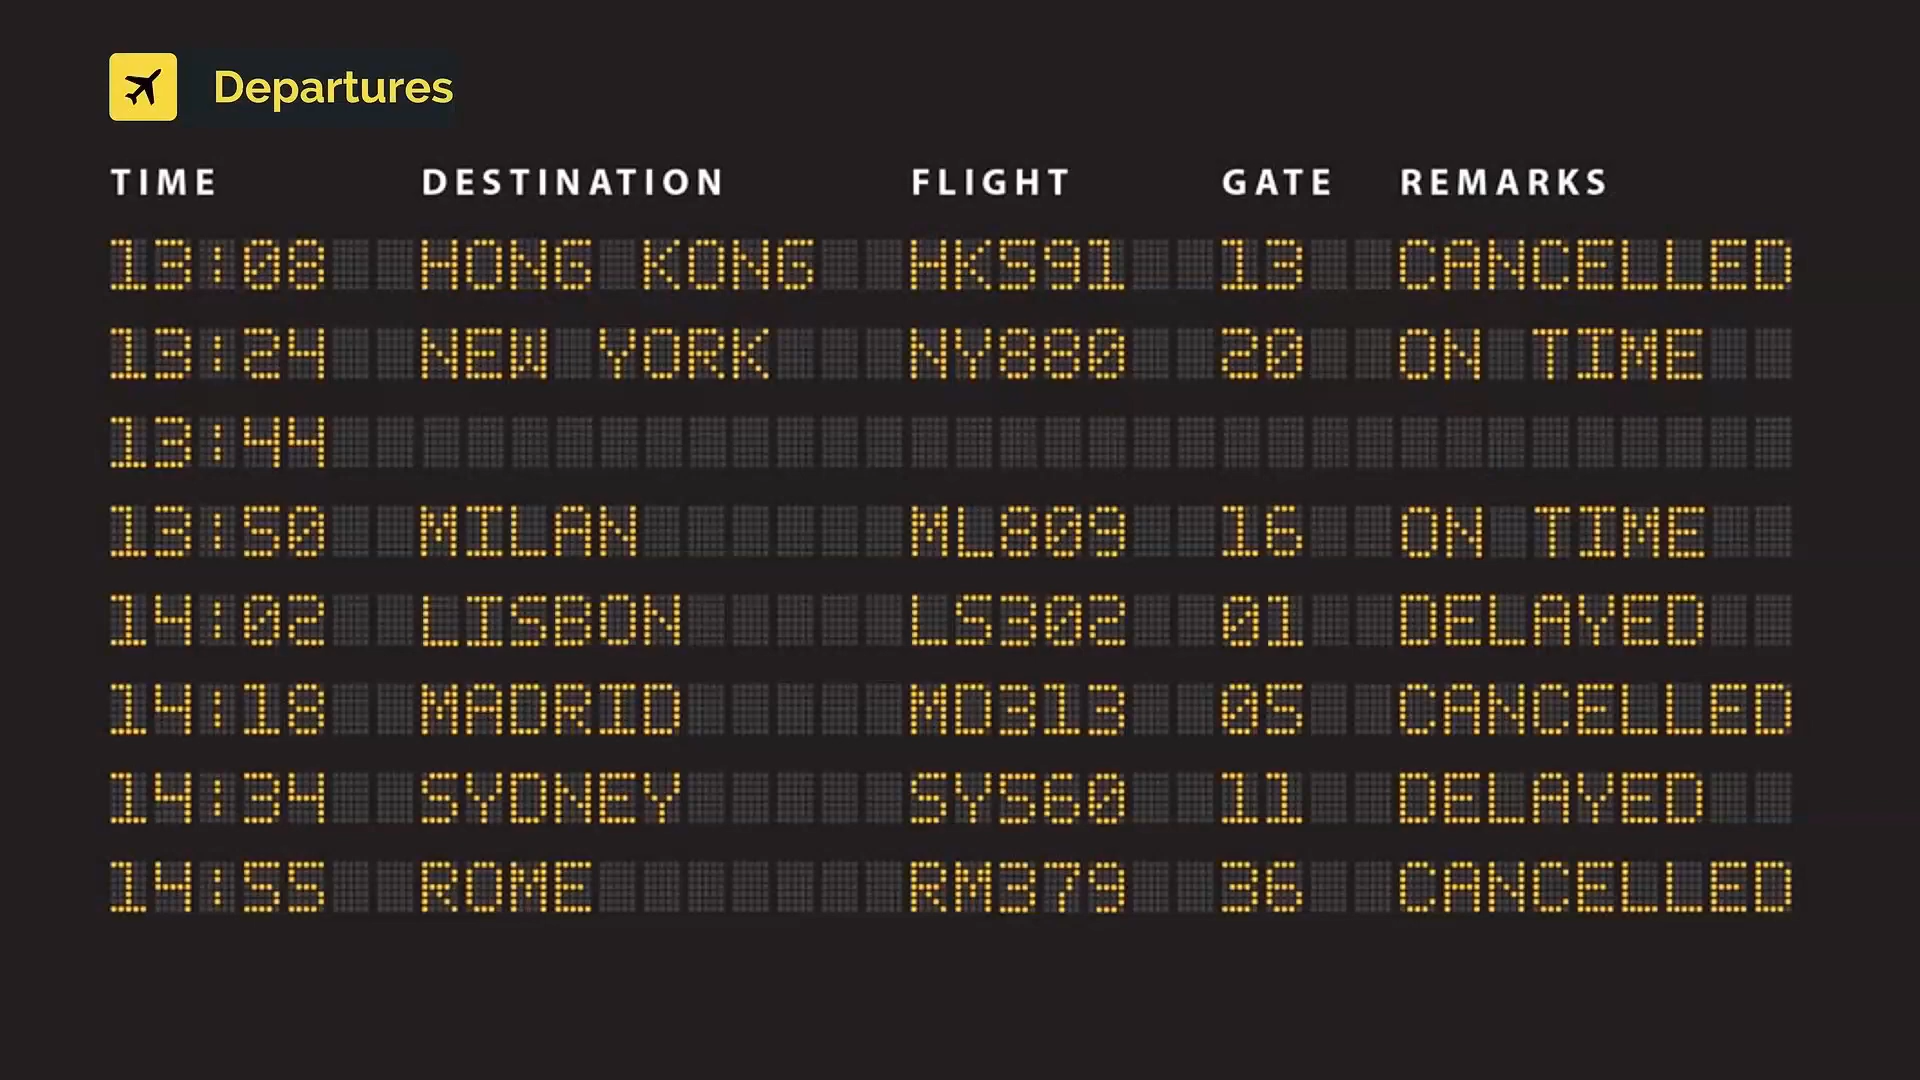 Departures
TIME DESTINATION FLIGHT GATE REMARKS
13:08 HONG KONG HK591 13 CANCELLED
13:24 NEW YORK NY880 20 ON TIME
13:44
13:50 MILAN ML809 16 ON TIME
14:02 LISBON LS302 01 DELAYED
14:18 MADRID MD313 05 CANCELLED
14:34 SYDNEY SY560 11 DELAYED
14:55 ROME RM379 36 CANCELLED